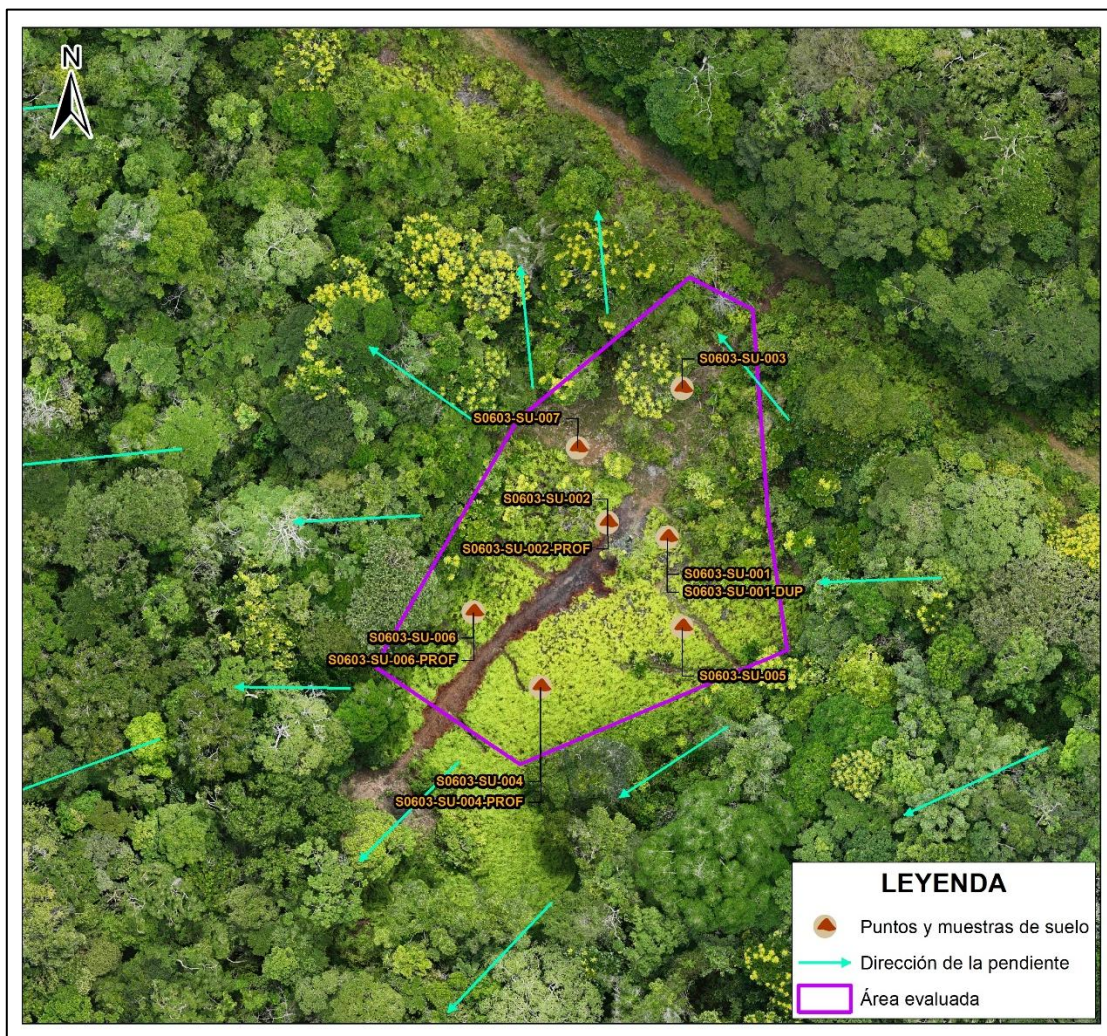 N
S0603-SU-003
S0603-SU-007
S0603-SU-002
S0603-SU-002-PROF
S0603-SU-001
S0603-SU-001-DUP
S0603-SU-006
S0603-SU-006-PROF
S0603-SU-005
S0603-SU-004
S0603-SU-004-PROF
LEYENDA
Puntos y muestras de suelo
Dirección de la pendiente
Área evaluada